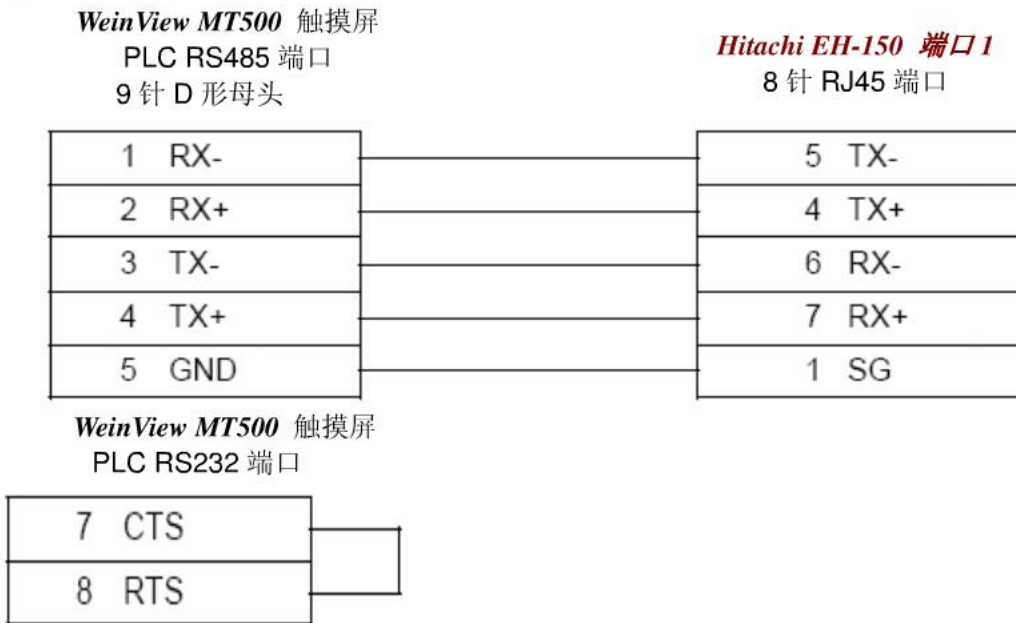 WeinView MT500 触摸屏
PLC RS485 端口
9 针 D 形母头
Hitachi EH-150 端口 1
8 针 RJ45 端口
1 RX- 5 TX-
2 RX+ 4 TX+
3 TX- 6 RX-
4 TX+ 7 RX+
5 GND 1 SG
WeinView MT500 触摸屏
PLC RS232 端口
7 CTS
8 RTS